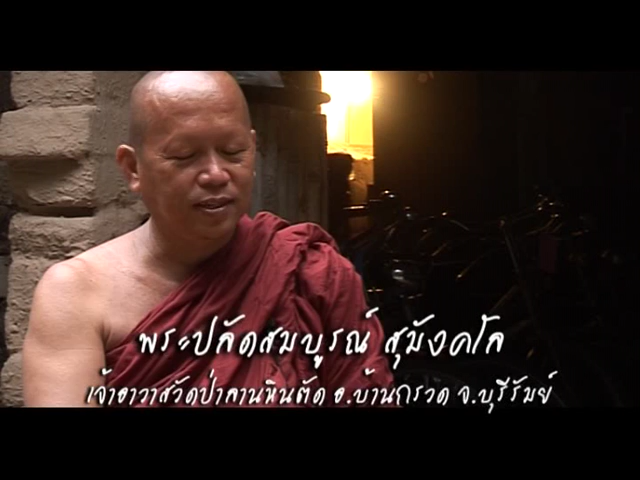 พระปลัดสมบูรณ์ สุมังคโล
เจ้าอาวาสวัดป่าลานหินตัด อ.บ้านกรวด จ.บุรีรัมย์